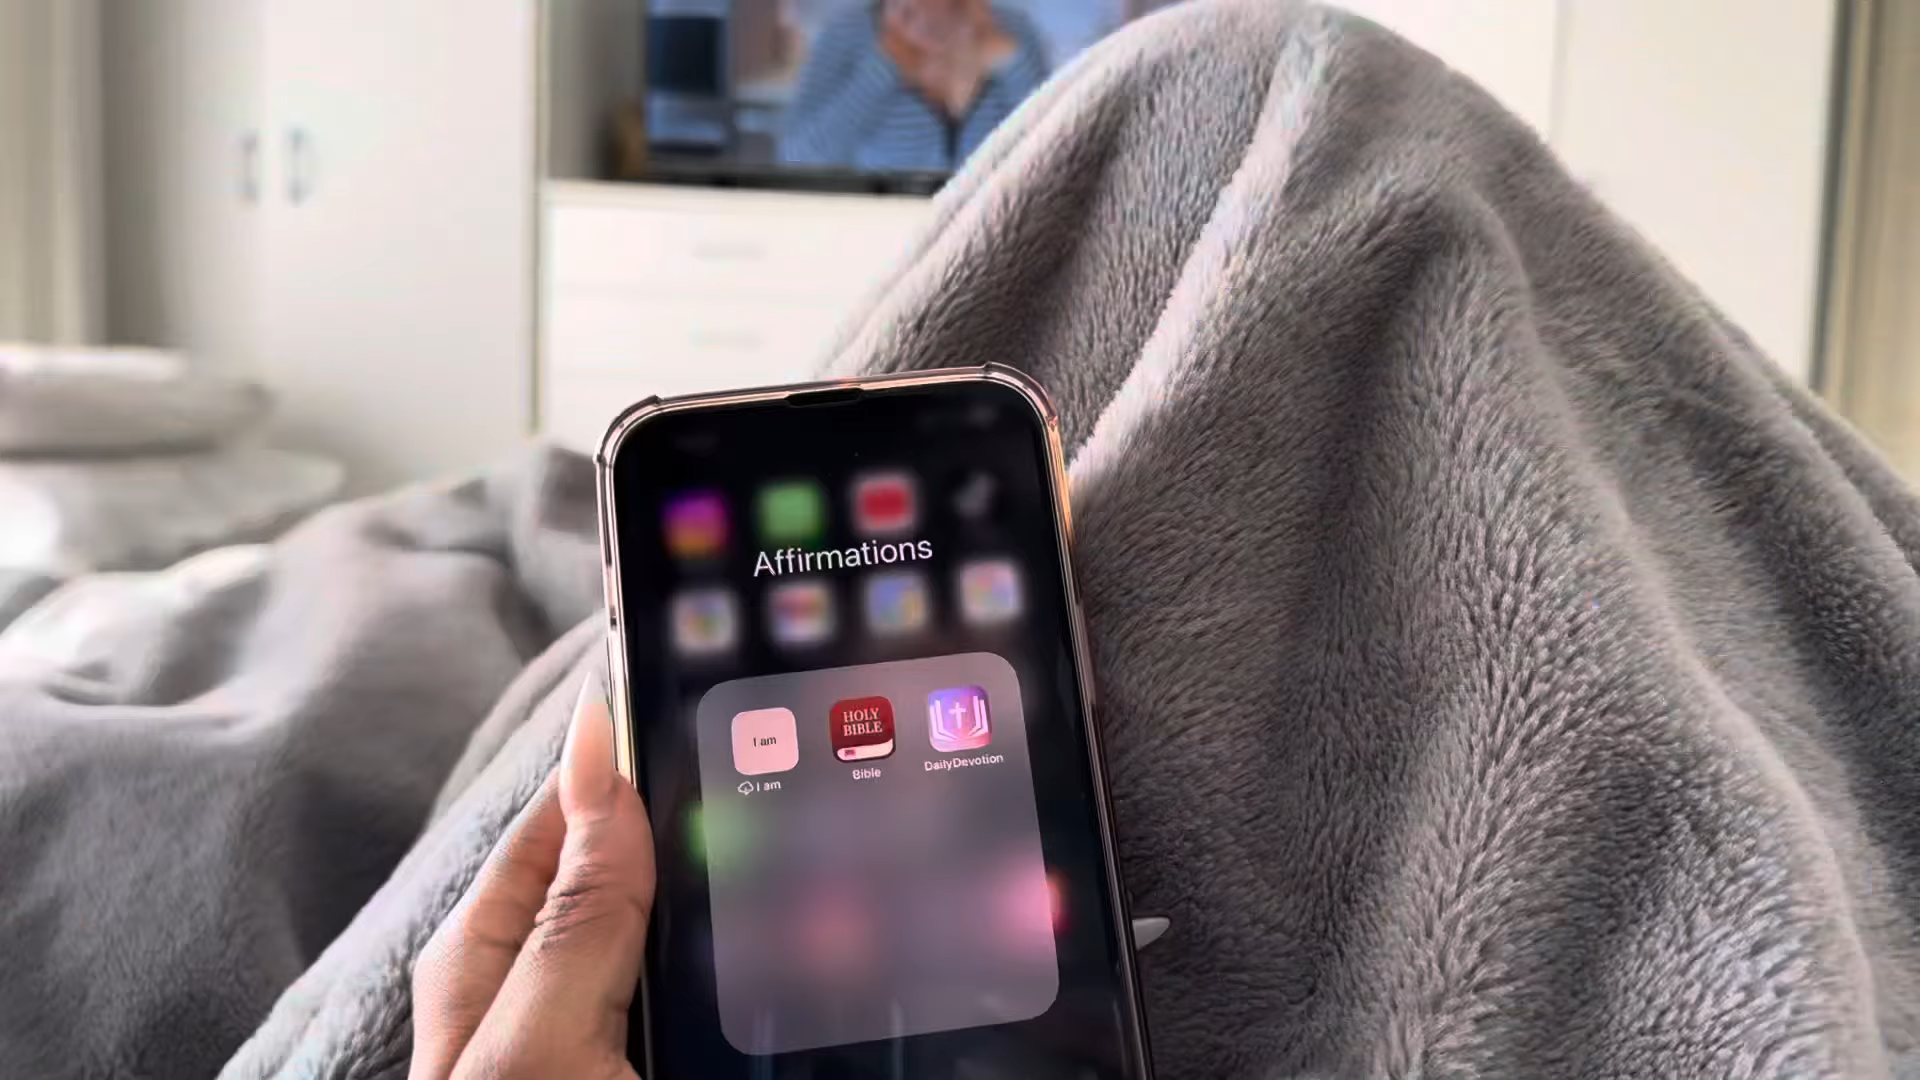 Affirmations
I am
HOLY
BIBLE
I am
Bible
DailyDevotion